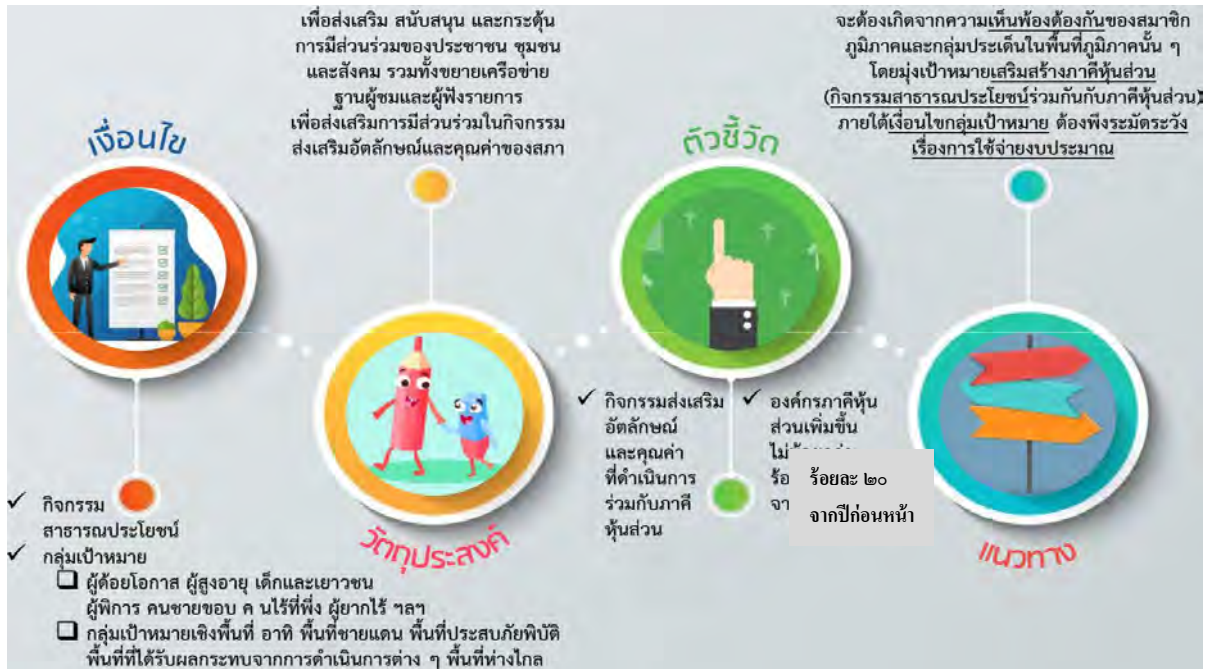 เงื่อนไข
✓ กิจกรรม
สาธารณประโยชน์
✓ กลุ่มเป้าหมาย
❑ ผู้ด้อยโอกาส ผู้สูงอายุ เด็กและเยาวชน
ผู้พิการ คนชายขอบ ค นไร้ที่พึ่ง ผู้ยากไร้ ฯลฯ
❑ กลุ่มเป้าหมายเชิงพื้นที่ อาทิ พื้นที่ชายแดน พื้นที่ประสบภัยพิบัติ
พื้นที่ที่ได้รับผลกระทบจากการดำเนินการต่าง ๆ พื้นที่ห่างไกล
เพื่อส่งเสริม สนับสนุน และกระตุ้น
การมีส่วนร่วมของประชาชน ชุมชน
และสังคม รวมทั้งขยายเครือข่าย
ฐานผู้ชมและผู้ฟังรายการ
เพื่อส่งเสริมการมีส่วนร่วมในกิจกรรม
ส่งเสริมอัตลักษณ์และคุณค่าของสภา
วัตถุประสงค์
ตัวชี้วัด
✓ กิจกรรมส่งเสริม
อัตลักษณ์
และคุณค่า
ที่ดำเนินการ
ร่วมกับภาคี
หุ้นส่วน
✓ องค์กรภาคีหุ้น
ส่วนเพิ่มขึ้น
ร้อยละ ๒๐
จากปีก่อนหน้า
จะต้องเกิดจากความเห็นพ้องต้องกันของสมาชิก
ภูมิภาคและกลุ่มประเด็นในพื้นที่ภูมิภาคนั้น ๆ
โดยมุ่งเป้าหมายเสริมสร้างภาคีหุ้นส่วน
(กิจกรรมสาธารณประโยชน์ร่วมกันกับภาคีหุ้นส่วน)
ภายใต้เงื่อนไขกลุ่มเป้าหมาย ต้องพึงระมัดระวัง
เรื่องการใช้จ่ายงบประมาณ
แนวทาง